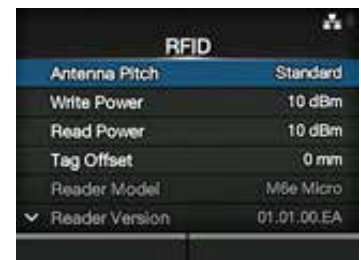 RFID
Antenna Pitch Standard
Write Power 10 dBm
Read Power 10 dBm
Tag Offset 0 mm
Reader Model M6e Micro
Reader Version 01.01.00.EA